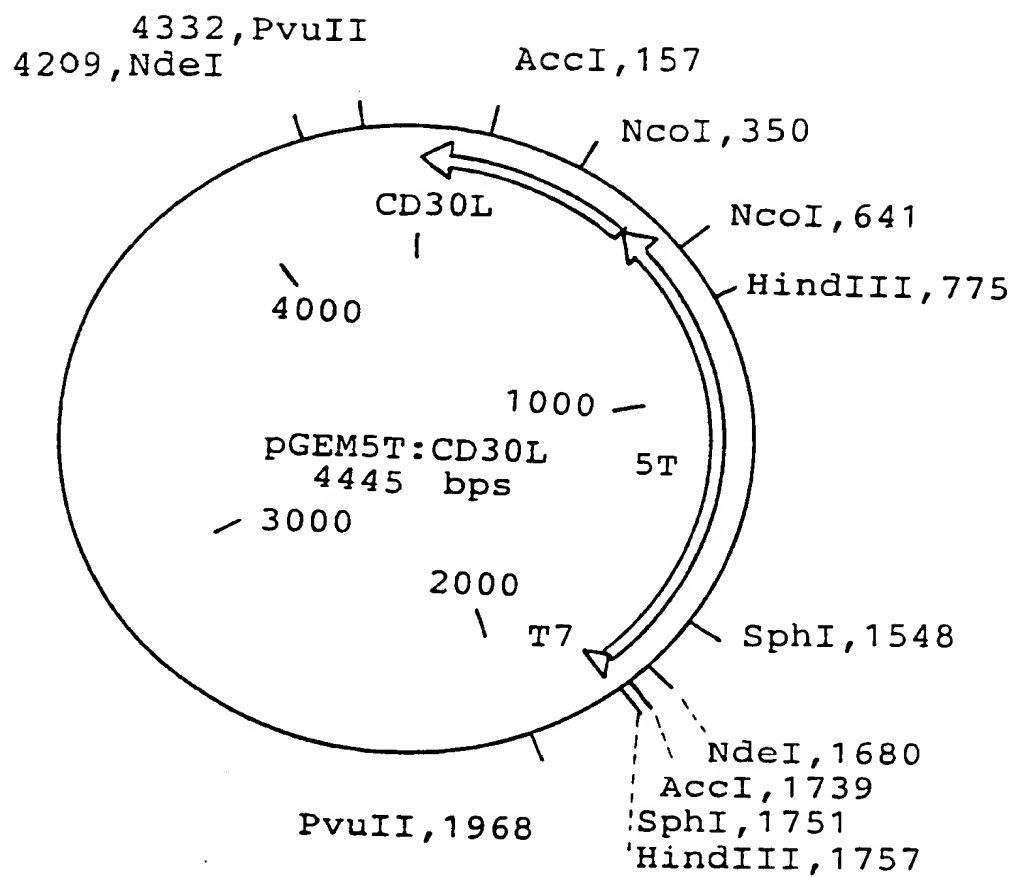 4332,PvuII
4209,NdeI
AccI,157
NcoI,350
NcoI,641
HindIII,775
CD30L
4000
1000
pGEM5T:CD30L
4445 bps
5T
3000
2000
T7
SphI,1548
NdeI,1680
AccI,1739
SphI,1751
HindIII,1757
PvuII,1968